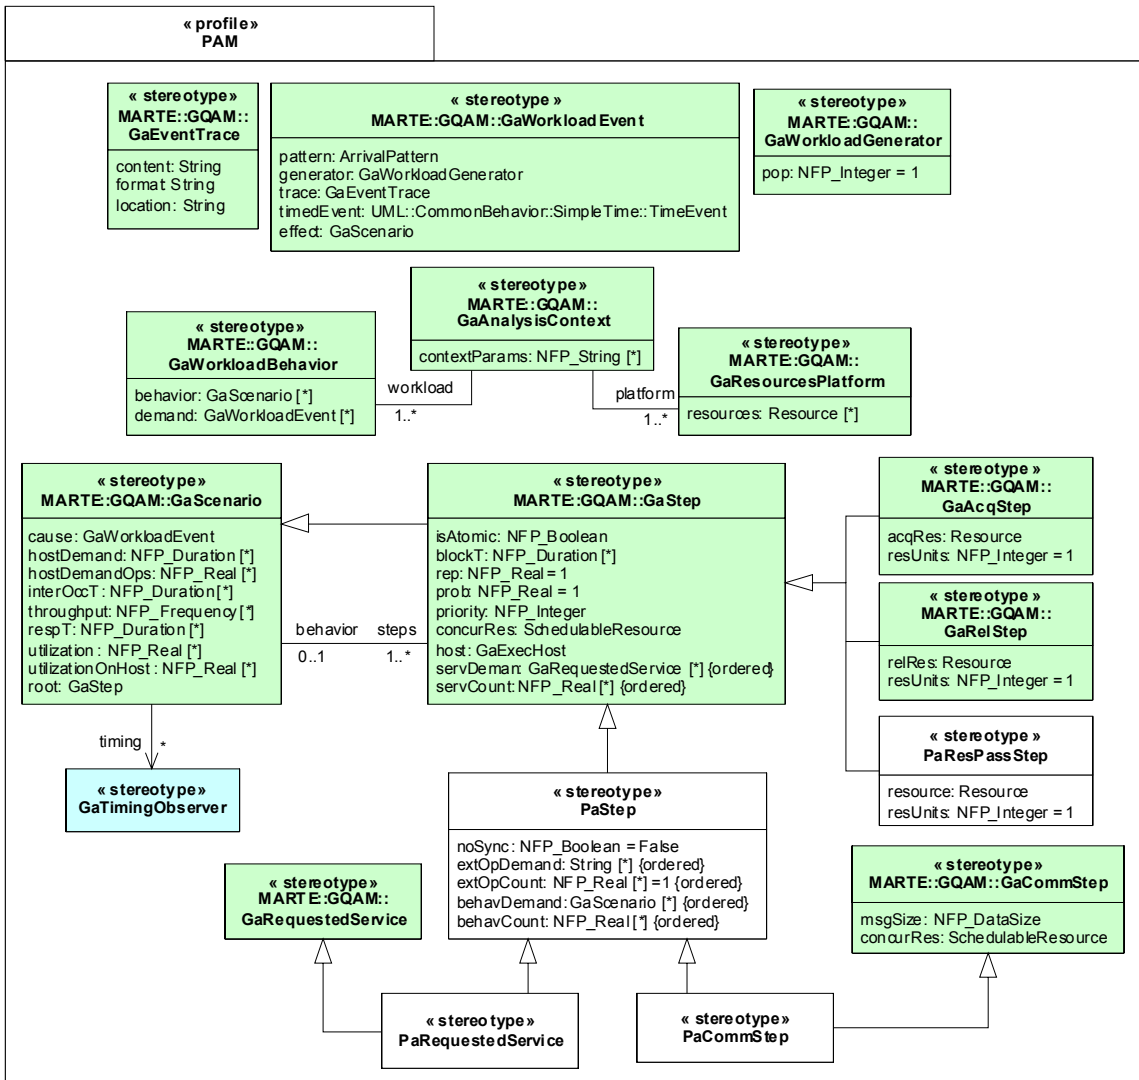 « profile»
PAM
« stereotype»
MARTE::GQAM::
GaEventTrace
content: String
format: String
location: String
« stereotype »
MARTE::GQAM::GaWorkloadEvent
pattern: ArrivalPattern
generator: GaWorkloadGenerator
trace: GaEventTrace
timedEvent: UML::CommonBehavior::SimpleTime::TimeEvent
effect: GaScenario
« stereotype»
MARTE::GQAM::
GaWorkloadGenerator
pop: NFP_Integer = 1
« stereotype»
MARTE::GQAM::
GaAnalysisContext
contextParams: NFP_String [*]
« stereotype»
MARTE::GQAM::
GaWorkloadBehavior
behavior: GaScenario [*]
demand: GaWorkloadEvent [*]
workload
1..*
platform
1..*
« stereotype»
MARTE::GQAM::
GaResourcesPlatform
resources: Resource [*]
« stereotype»
MARTE::GQAM::GaScenario
cause: GaWorkloadEvent
hostDemand: NFP_Duration [*]
hostDemandOps: NFP_Real [*]
interOccT: NFP_Duration [*]
throughput: NFP_Frequency [*]
respT: NFP_Duration [*]
utilization : NFP_Real [*]
utilizationOnHost : NFP_Real [*]
root: GaStep
behavior
0..1
steps
1..*
« stereotype»
MARTE::GQAM::GaStep
isAtomic: NFP_Boolean
blockT: NFP_Duration [*]
rep: NFP_Real = 1
prob: NFP_Real = 1
priority: NFP_Integer
concurRes: SchedulableResource
host: GaExecHost
servDeman: GaRequestedService [*] {ordered}
servCount: NFP_Real [*] {ordered}
« stereotype »
MARTE::GQAM::
GaAcqStep
acqRes: Resource
resUnits: NFP_Integer = 1
« stereotype»
MARTE::GQAM::
GaRelStep
relRes: Resource
resUnits: NFP_Integer = 1
« stereotype »
PaResPassStep
resource: Resource
resUnits: NFP_Integer = 1
timing
*
« stereotype»
GaTimingObserver
« stereotype»
PaStep
noSync: NFP_Boolean = False
extOpDemand: String [*] {ordered}
extOpCount: NFP_Real [*] =1 {ordered}
behavDemand: GaScenario [*] {ordered}
behavCount: NFP_Real [*] {ordered}
« stereotype»
MARTE::GQAM::
GaRequestedService
« stereotype »
MARTE::GQAM::GaCommStep
msgSize: NFP_DataSize
concurRes: SchedulableResource
« stereotype»
PaRequestedService
« stereotype»
PaCommStep